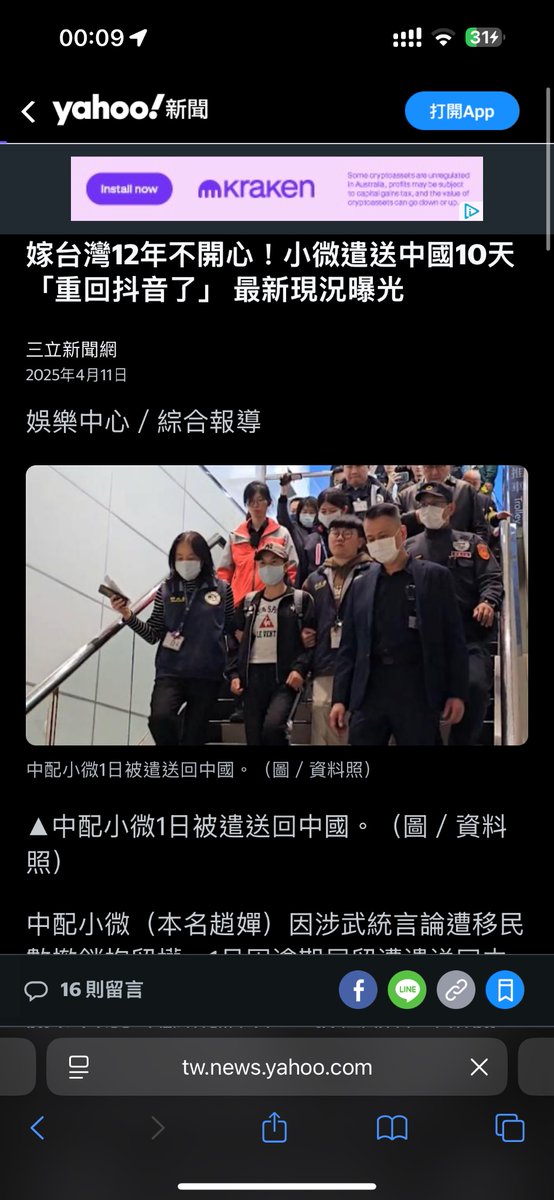 00:09
31
yahoo!新聞
打開App
Install now
kraken
Some cryptoassets are unregulated
in Australia, profits may be subject
to capital gains tax, and the value of
cryptoassets can go down or up.
嫁台灣12年不開心！小微遣送中國10天
「重回抖音了」 最新現況曝光
三立新聞網
2025年4月11日
娛樂中心／綜合報導
Trolley
中配小微1日被遣送回中國。（圖／資料照）
▲中配小微1日被遣送回中國。（圖／資料
照）
中配小微（本名趙嬋）因涉武統言論遭移民
16 則留言
LINE
tw.news.yahoo.com